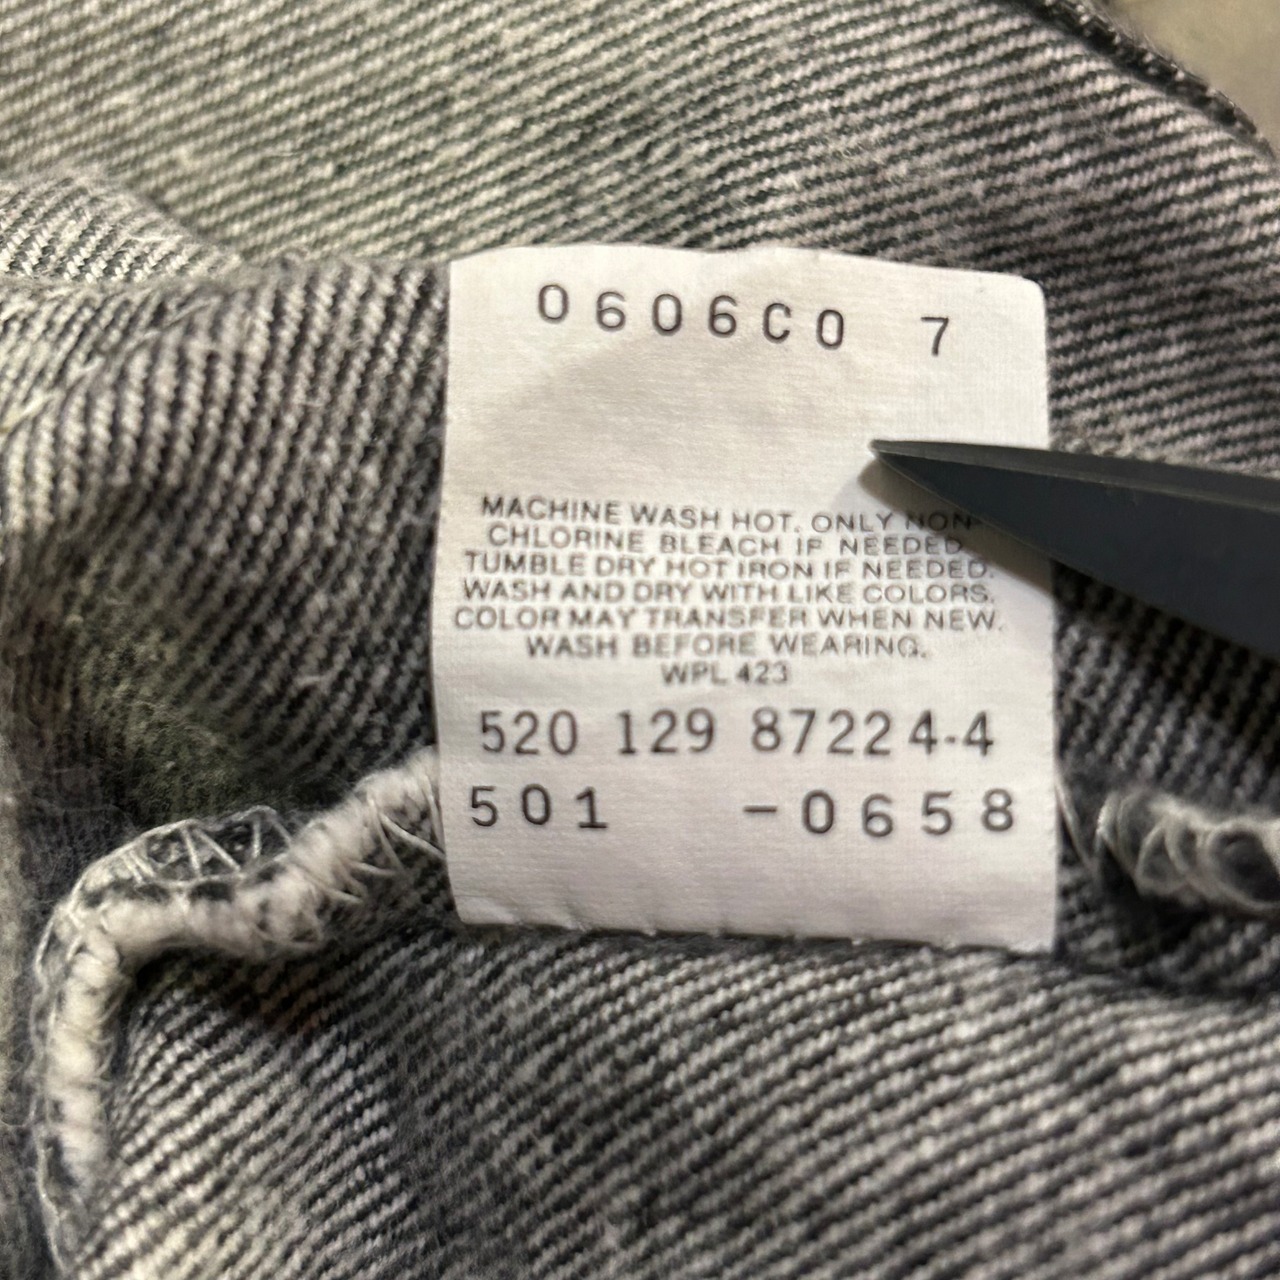 0606C0 7
MACHINE WASH HOT. ONLY NON-
CHLORINE BLEACH IF NEEDED
TUMBLE DRY HOT IRON IF NEEDED.
WASH AND DRY WITH LIKE COLORS.
COLOR MAY TRANSFER WHEN NEW.
WASH BEFORE WEARING.
WPL 423
520 129 87224-4
501 -0658